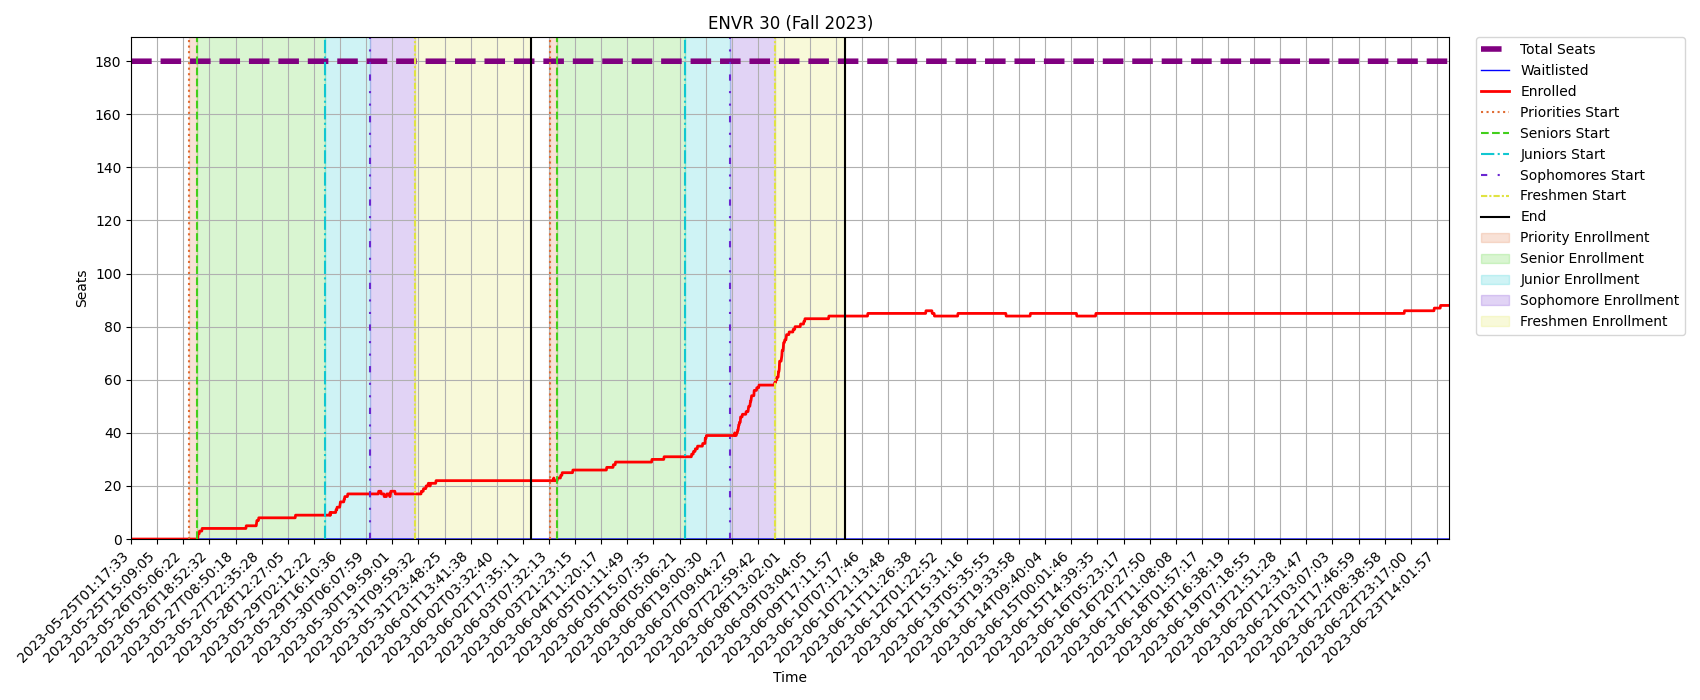 ENVR 30 (Fall 2023)
Seats
180
160
140
120
100
80
60
40
20
0
2023-05-25T01:17:33
2023-05-25T15:09:05
2023-05-26T05:06:22
2023-05-26T18:52:32
2023-05-27T08:50:18
2023-05-27T22:35:28
2023-05-28T12:27:05
2023-05-29T02:12:22
2023-05-29T16:10:36
2023-05-30T06:07:59
2023-05-30T19:59:01
2023-05-31T09:59:32
2023-05-31T23:48:25
2023-06-01T13:41:38
2023-06-02T03:32:40
2023-06-02T17:35:11
2023-06-03T07:32:13
2023-06-03T21:23:15
2023-06-04T11:20:17
2023-06-05T01:11:49
2023-06-05T15:07:35
2023-06-06T05:06:21
2023-06-06T19:00:30
2023-06-07T09:04:27
2023-06-07T22:59:42
2023-06-08T13:02:01
2023-06-09T03:04:05
2023-06-09T17:11:57
2023-06-10T07:17:46
2023-06-10T21:13:48
2023-06-11T11:26:38
2023-06-12T01:22:52
2023-06-12T15:31:16
2023-06-13T05:35:55
2023-06-13T19:33:58
2023-06-14T09:40:04
2023-06-15T00:01:46
2023-06-15T14:39:35
2023-06-16T05:23:17
2023-06-16T20:27:50
2023-06-17T11:08:08
2023-06-18T01:57:17
2023-06-18T16:38:19
2023-06-19T07:18:55
2023-06-19T21:51:28
2023-06-20T12:31:47
2023-06-21T03:07:03
2023-06-21T17:46:59
2023-06-22T08:38:58
2023-06-22T23:17:00
2023-06-23T14:01:57
Time
Total Seats
Waitlisted
Enrolled
Priorities Start
Seniors Start
Juniors Start
Sophomores Start
Freshmen Start
End
Priority Enrollment
Senior Enrollment
Junior Enrollment
Sophomore Enrollment
Freshmen Enrollment